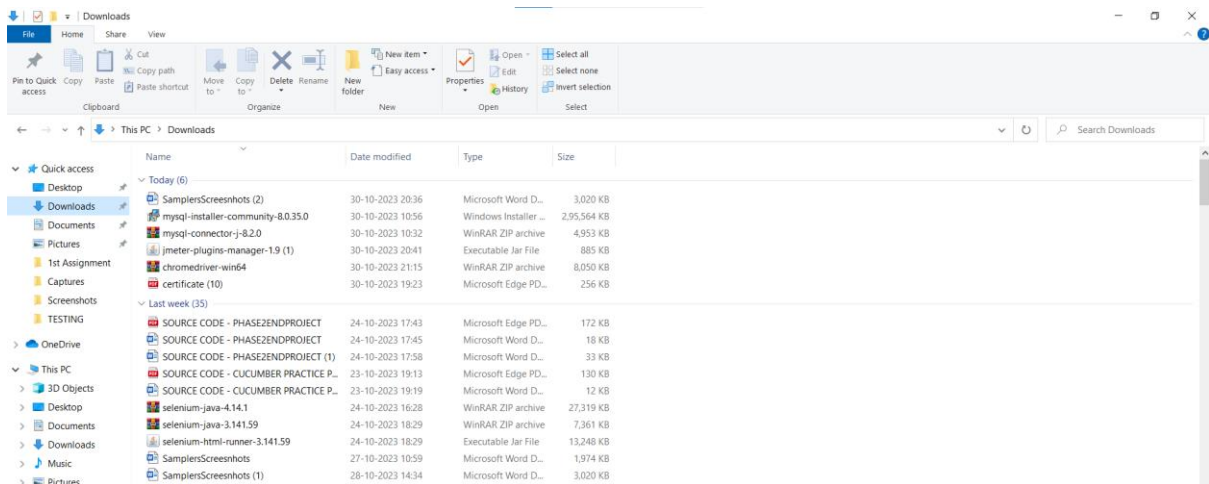 Downloads
File Home Share View
Pin to Quick access
Copy
Paste
Cut
Copy path
Paste shortcut
Clipboard
Move to
Copy to
Delete
Rename
Organize
New folder
New item
Easy access
New
Properties
Open
Edit
History
Open
Select all
Select none
Invert selection
Select
This PC > Downloads
Search Downloads
Quick access
Desktop
Downloads
Documents
Pictures
1st Assignment
Captures
Screenshots
TESTING
OneDrive
This PC
3D Objects
Desktop
Documents
Downloads
Music
Pictures
Name Date modified Type Size
Today (6)
SamplersScreesnhots (2) 30-10-2023 20:36 Microsoft Word D... 3,020 KB
mysql-installer-community-8.0.35.0 30-10-2023 10:56 Windows Installer ... 2,95,564 KB
mysql-connector-j-8.2.0 30-10-2023 10:32 WinRAR ZIP archive 4,953 KB
jmeter-plugins-manager-1.9 (1) 30-10-2023 20:41 Executable Jar File 885 KB
chromedriver-win64 30-10-2023 21:15 WinRAR ZIP archive 8,050 KB
certificate (10) 30-10-2023 19:23 Microsoft Edge PD... 256 KB
Last week (35)
SOURCE CODE - PHASE2ENDPROJECT 24-10-2023 17:43 Microsoft Edge PD... 172 KB
SOURCE CODE - PHASE2ENDPROJECT 24-10-2023 17:45 Microsoft Word D... 18 KB
SOURCE CODE - PHASE2ENDPROJECT (1) 24-10-2023 17:58 Microsoft Word D... 33 KB
SOURCE CODE - CUCUMBER PRACTICE P... 23-10-2023 19:13 Microsoft Edge PD... 130 KB
SOURCE CODE - CUCUMBER PRACTICE P... 23-10-2023 19:19 Microsoft Word D... 12 KB
selenium-java-4.14.1 24-10-2023 16:28 WinRAR ZIP archive 27,319 KB
selenium-java-3.141.59 24-10-2023 18:29 WinRAR ZIP archive 7,361 KB
selenium-html-runner-3.141.59 24-10-2023 18:29 Executable Jar File 13,248 KB
SamplersScreesnhots 27-10-2023 10:59 Microsoft Word D... 1,974 KB
SamplersScreesnhots (1) 28-10-2023 14:34 Microsoft Word D... 3,020 KB